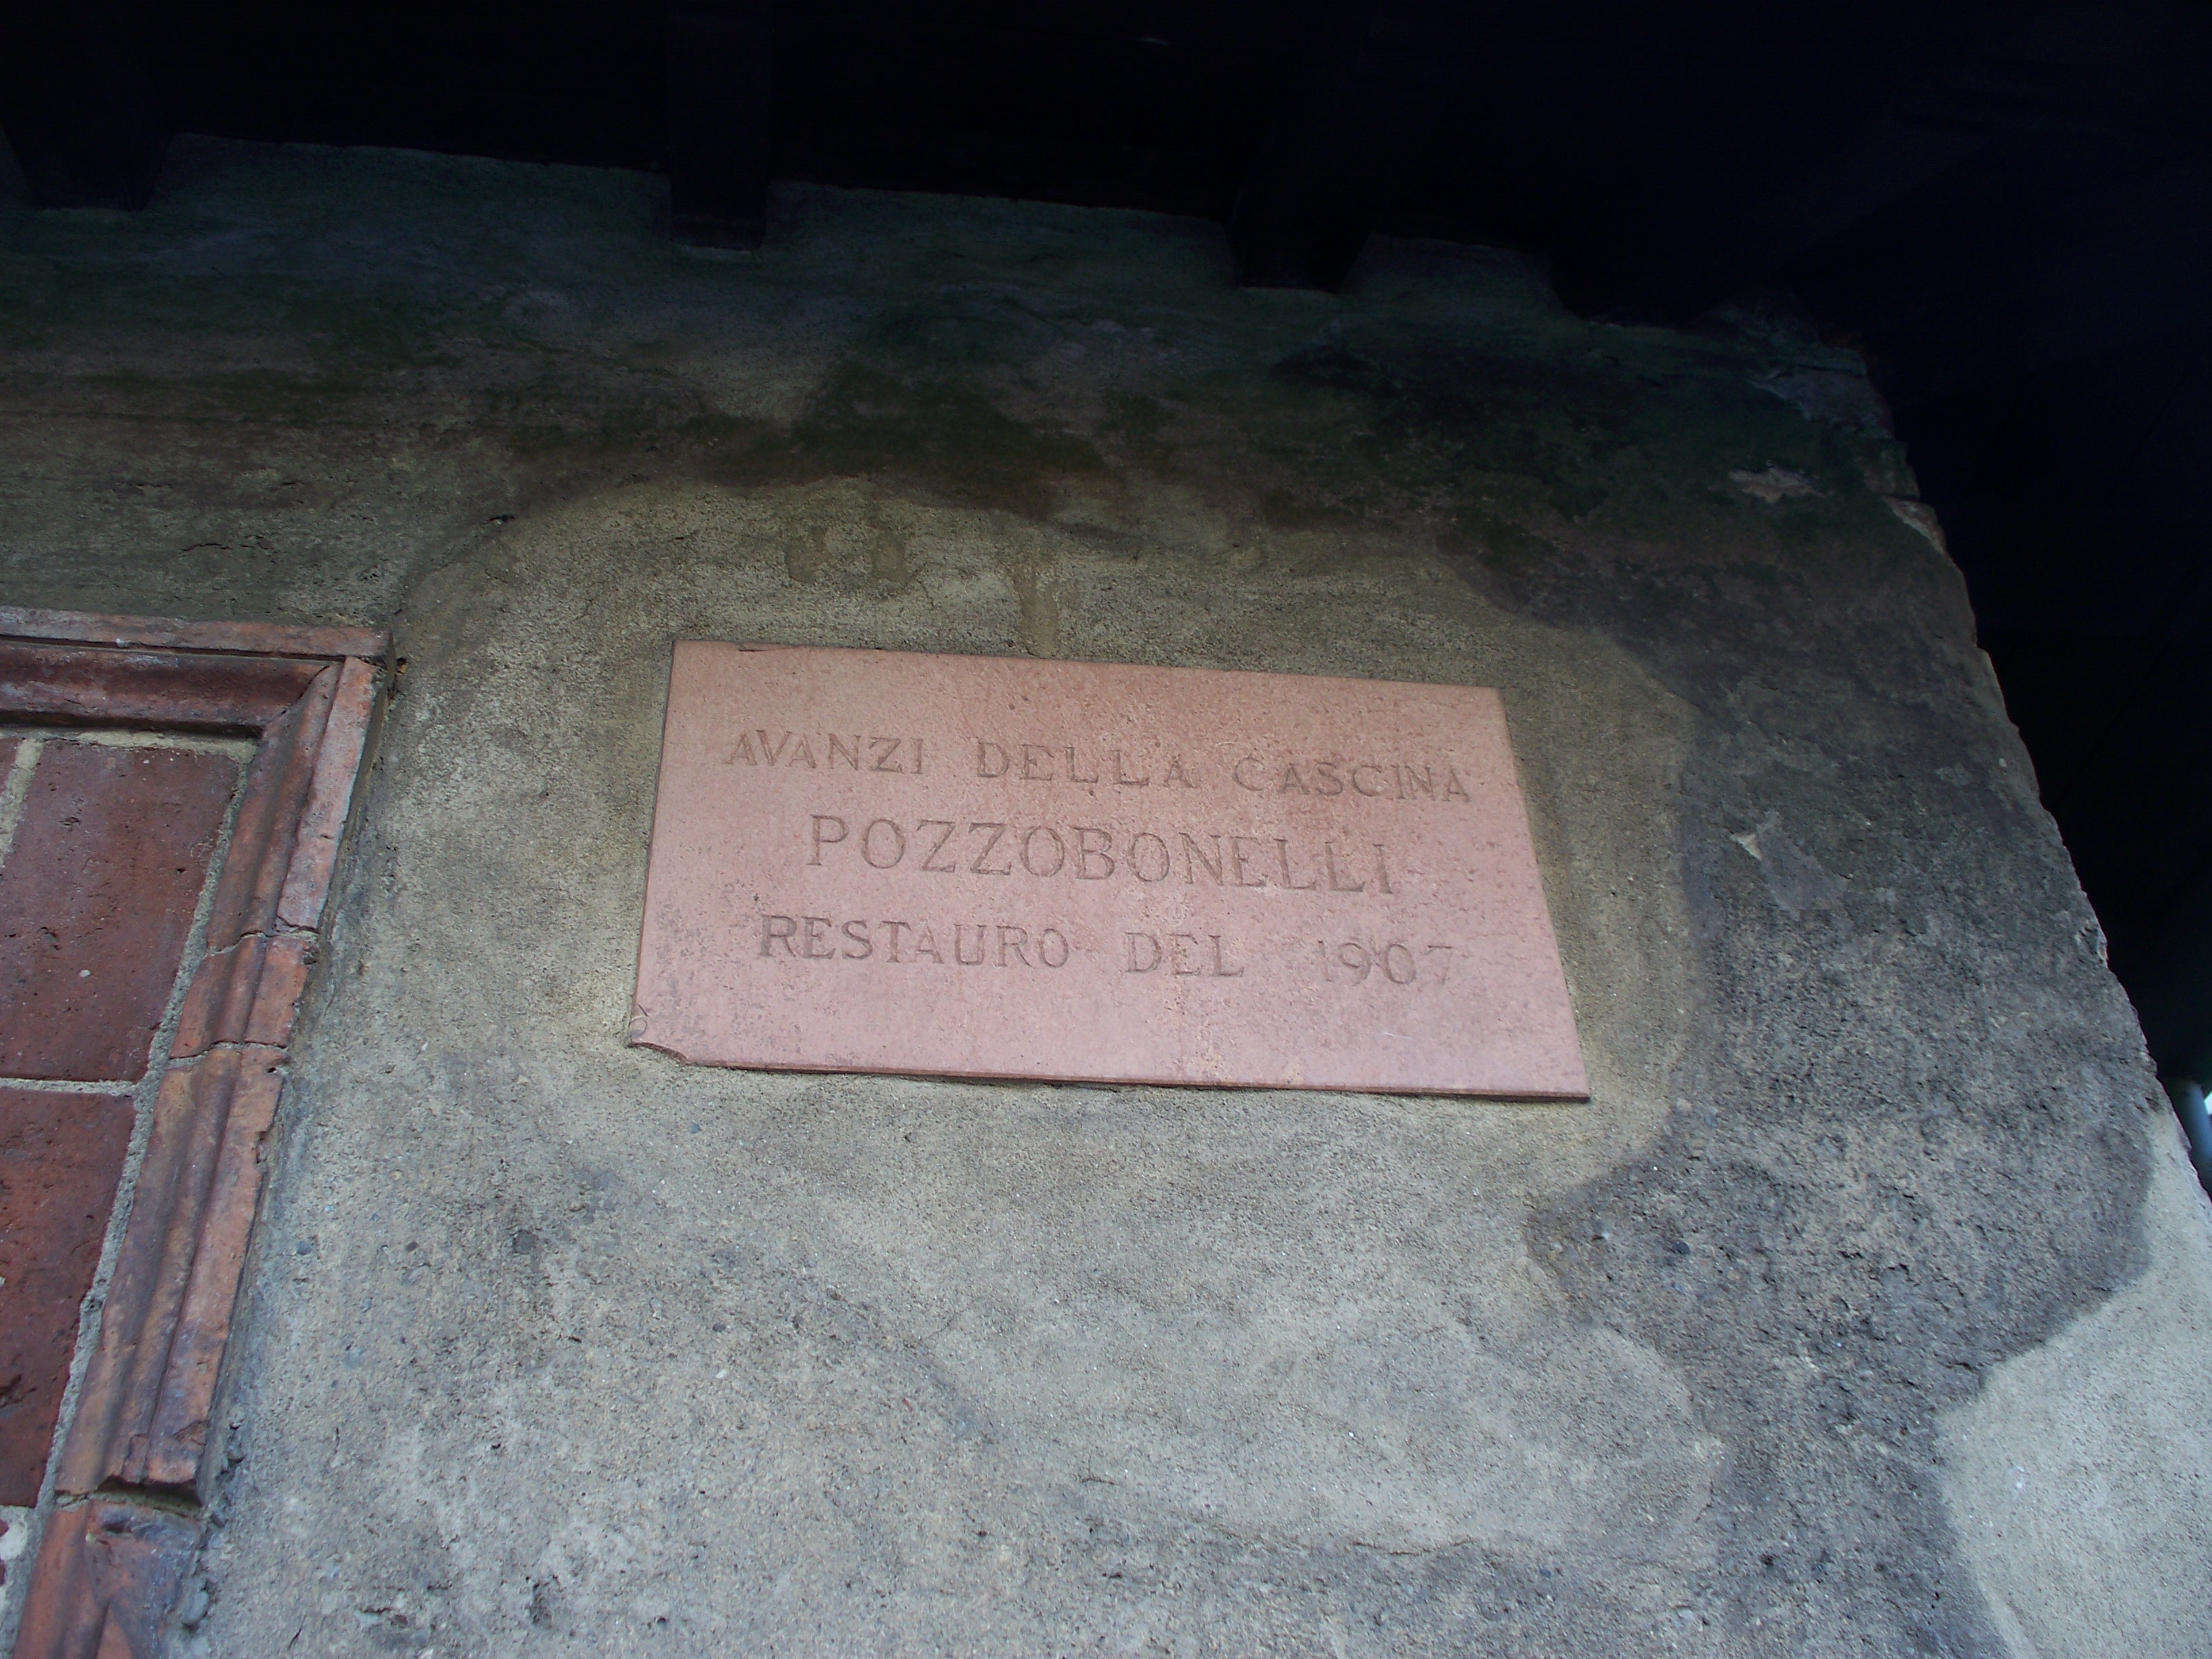 AVANZI DELLA CASCINA
POZZOBONELLI
RESTAURO DEL 1907